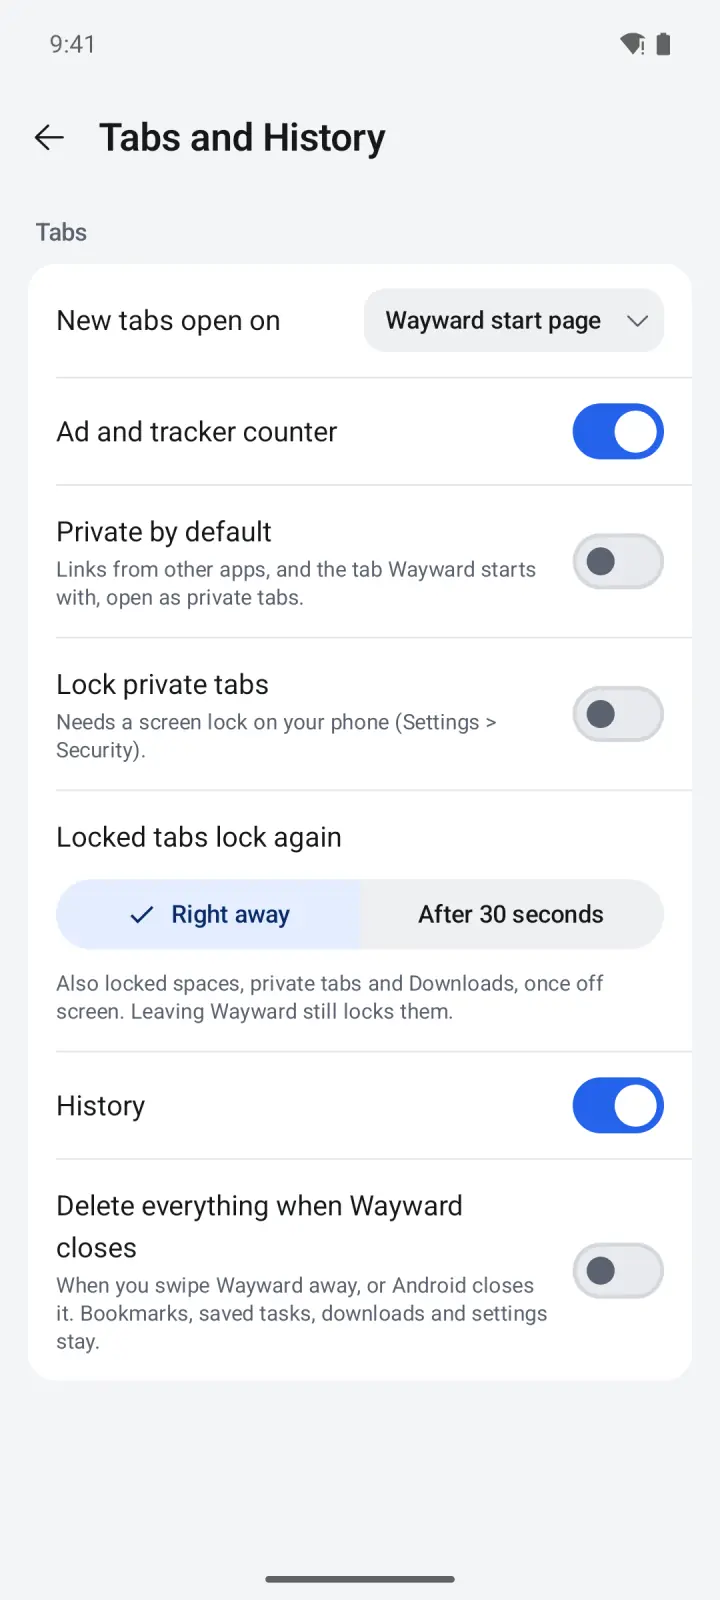 9:41
Tabs and History
Tabs
New tabs open on
Wayward start page
Ad and tracker counter
Private by default
Links from other apps, and the tab Wayward starts
with, open as private tabs.
Lock private tabs
Needs a screen lock on your phone (Settings >
Security).
Locked tabs lock again
Right away
After 30 seconds
Also locked spaces, private tabs and Downloads, once off
screen. Leaving Wayward still locks them.
History
Delete everything when Wayward
closes
When you swipe Wayward away, or Android closes
it. Bookmarks, saved tasks, downloads and settings
stay.